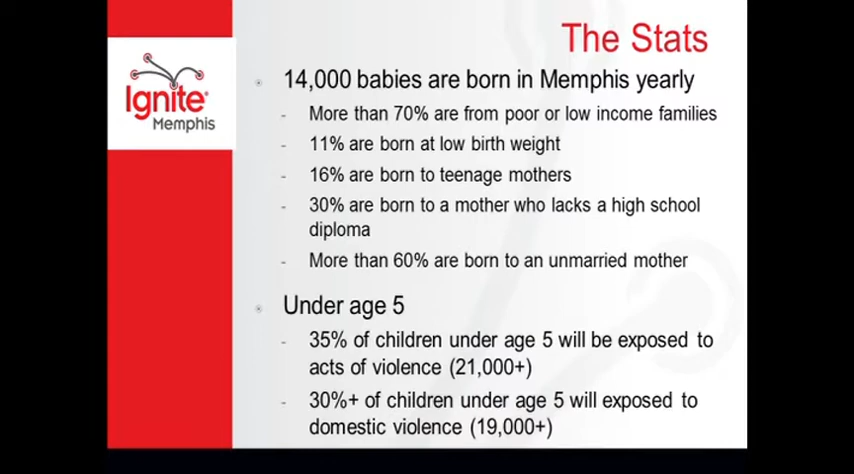 The Stats
Ignite
Memphis
14,000 babies are born in Memphis yearly
- More than 70% are from poor or low income families
- 11% are born at low birth weight
- 16% are born to teenage mothers
- 30% are born to a mother who lacks a high school
diploma
- More than 60% are born to an unmarried mother
Under age 5
- 35% of children under age 5 will be exposed to
acts of violence (21,000+)
- 30%+ of children under age 5 will exposed to
domestic violence (19,000+)